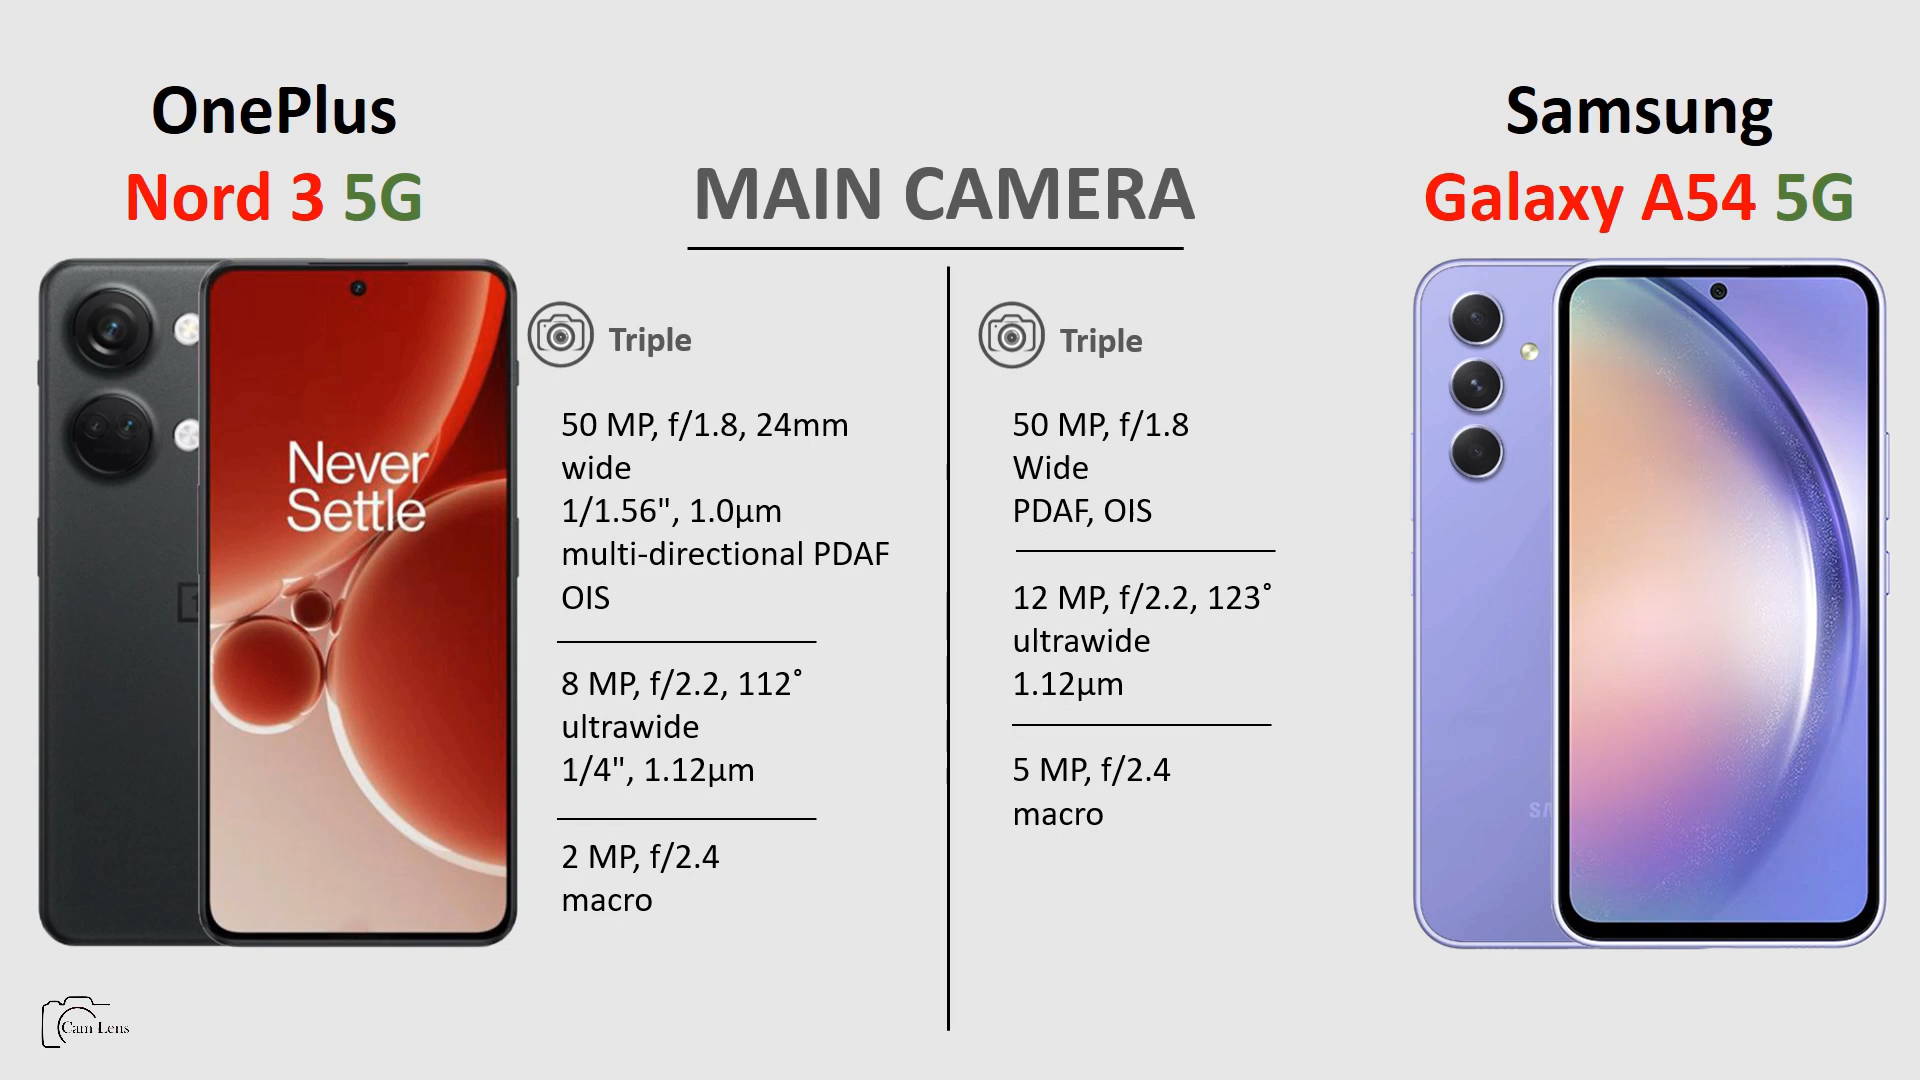 OnePlus
Nord 3 5G
MAIN CAMERA
Samsung
Galaxy A54 5G
Never
Settle
Triple
50 MP, f/1.8, 24mm
wide
1/1.56", 1.0µm
multi-directional PDAF
OIS
8 MP, f/2.2, 112˚
ultrawide
1/4", 1.12µm
2 MP, f/2.4
macro
Triple
50 MP, f/1.8
Wide
PDAF, OIS
12 MP, f/2.2, 123˚
ultrawide
1.12µm
5 MP, f/2.4
macro
Cam Lens